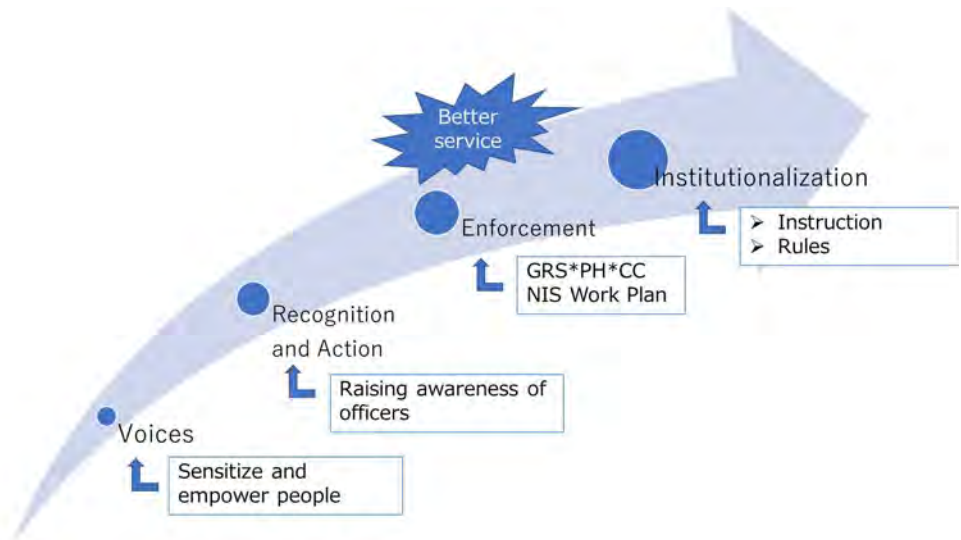 Better
service
Institutionalization
➢ Instruction
➢ Rules
Enforcement
GRS*PH*CC
NIS Work Plan
Recognition
and Action
Raising awareness of
officers
Voices
Sensitize and
empower people